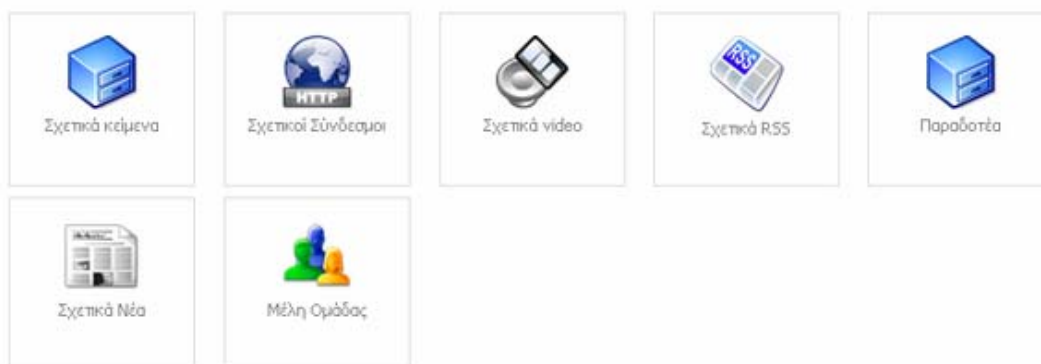 Σχετικά κείμενα
HTTP
Σχετικοί Σύνδεσμοι
Σχετικά video
RSS
Σχετικά RSS
Παραδοτέα
Σχετικά Νέα
Μέλη Ομάδας